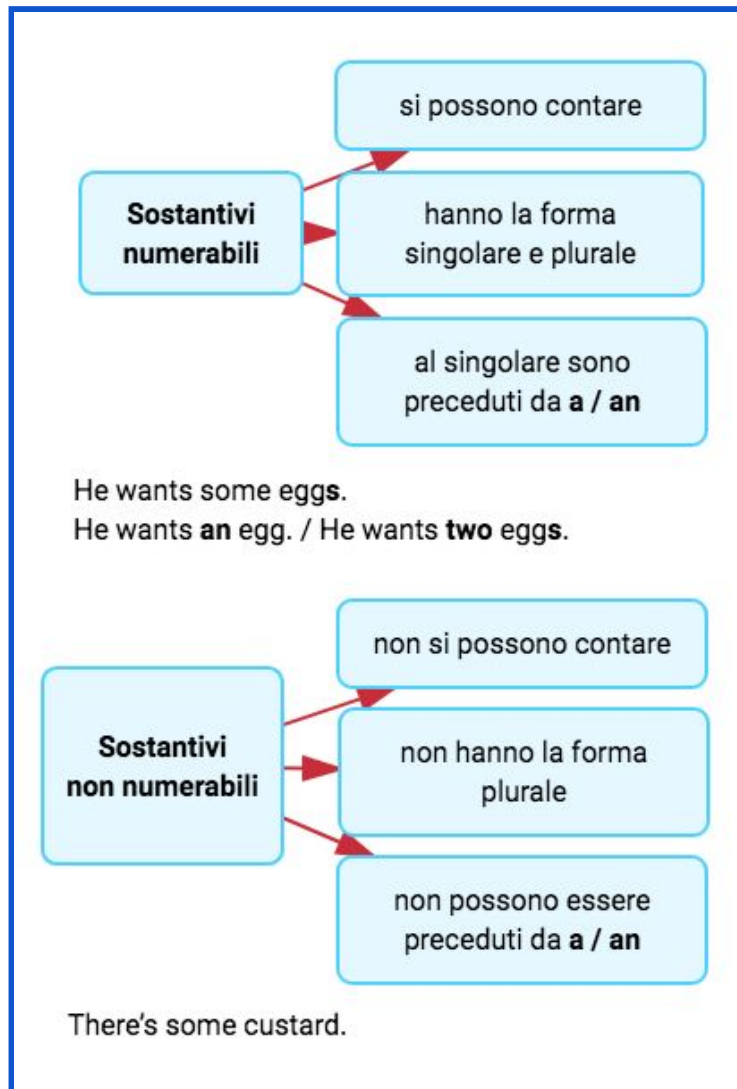 si possono contare
Sostantivi
numerabili
hanno la forma
singolare e plurale
al singolare sono
preceduti da a / an
He wants some eggs.
He wants an egg. / He wants two eggs.
non si possono contare
Sostantivi
non numerabili
non hanno la forma
plurale
non possono essere
preceduti da a / an
There's some custard.